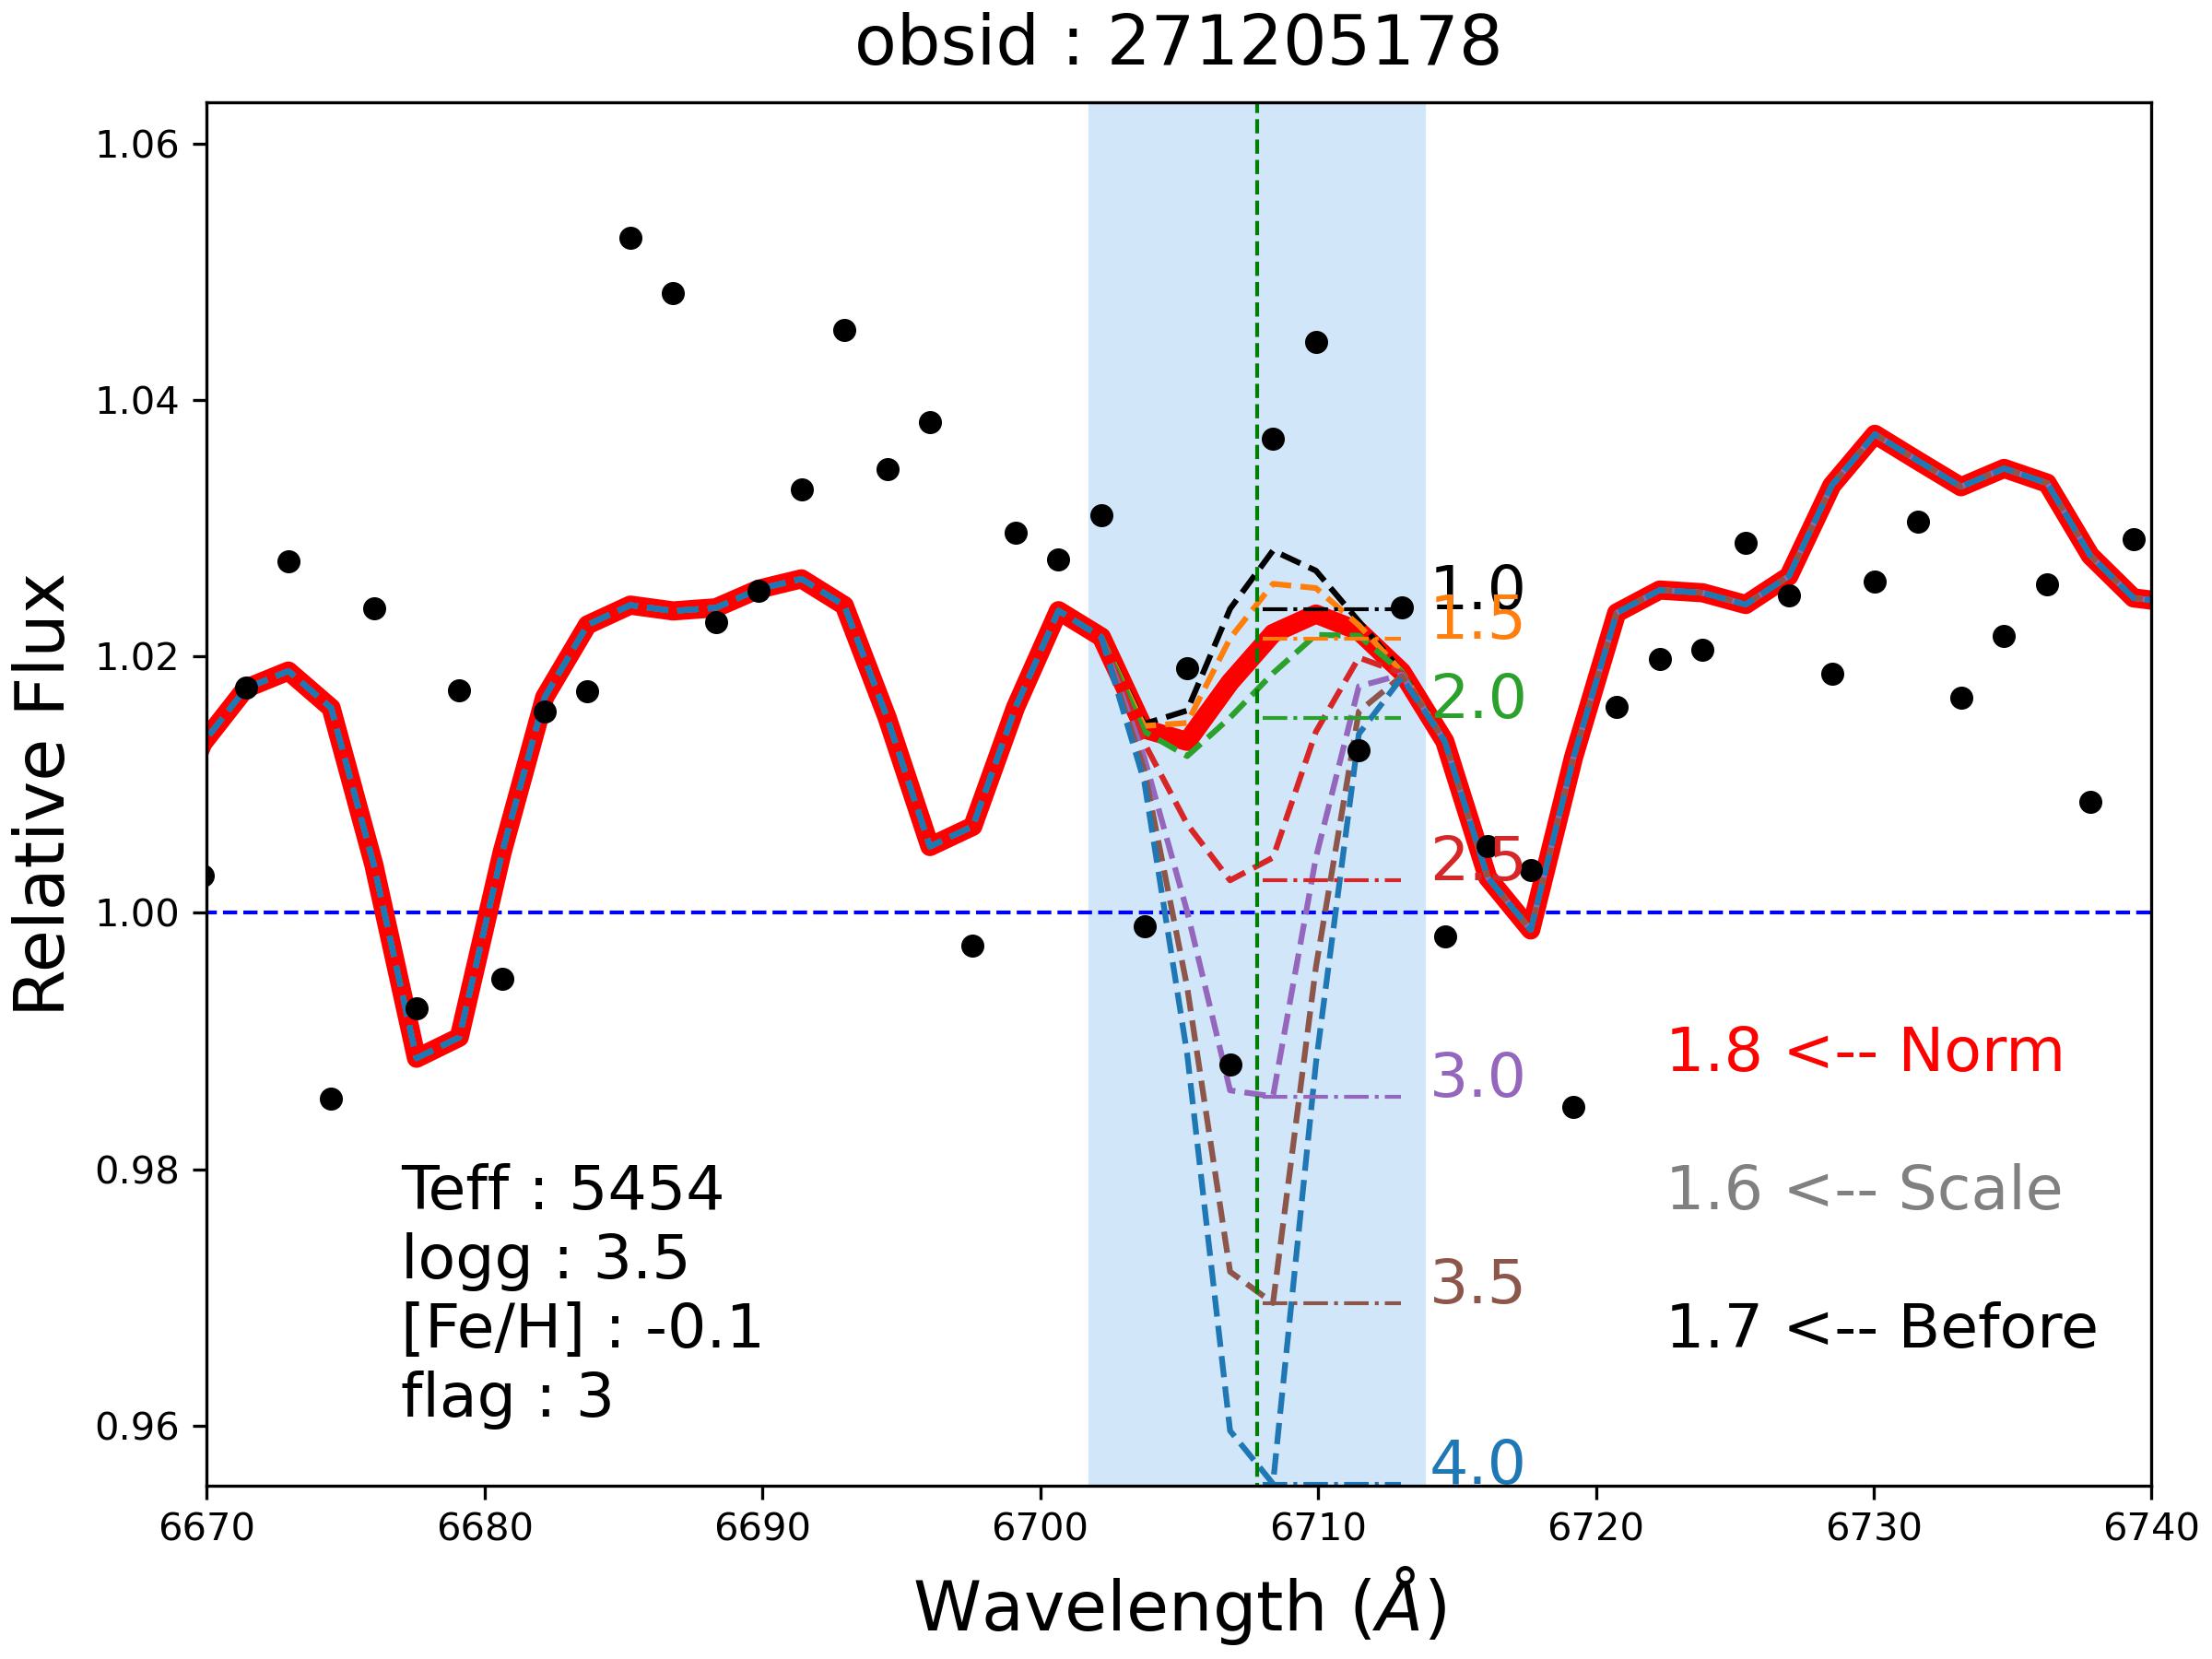 obsid : 271205178
Relative Flux
1.06
1.04
1.02
1.00
0.98
0.96
1.0
1.5
2.0
2.5
3.0
3.5
4.0
1.8 <-- Norm
1.6 <-- Scale
1.7 <-- Before
Teff : 5454
logg : 3.5
[Fe/H] : -0.1
flag : 3
6670 6680 6690 6700 6710 6720 6730 6740
Wavelength (Å)